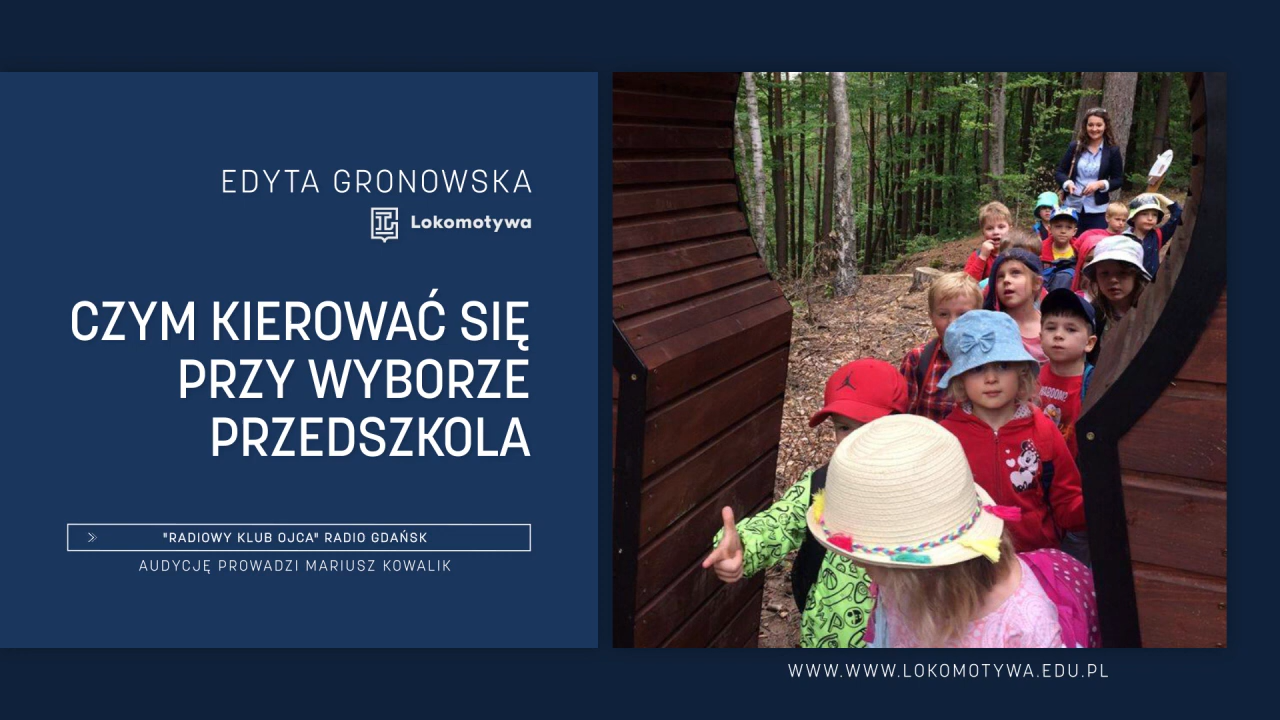 EDYTA GRONOWSKA
Lokomotywa
CZYM KIEROWAĆ SIĘ
PRZY WYBORZE
PRZEDSZKOLA
"RADIOWY KLUB OJCA" RADIO GDAŃSK
AUDYCJĘ PROWADZI MARIUSZ KOWALIK
WWW.WWW.LOKOMOTYWA.EDU.PL